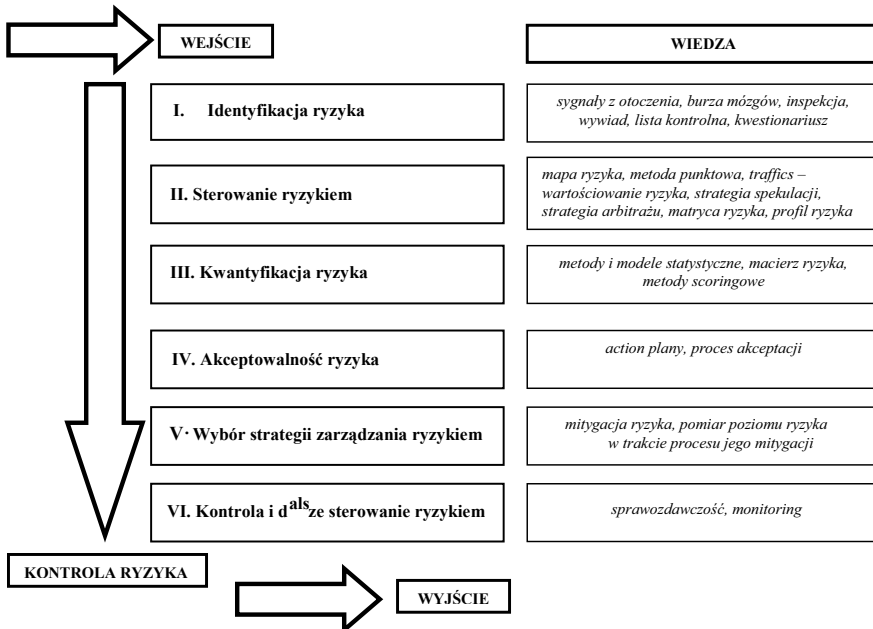 WEJŚCIE
WIEDZA
I. Identyfikacja ryzyka
sygnały z otoczenia, burza mózgów, inspekcja,
wywiad, lista kontrolna, kwestionariusz
II. Sterowanie ryzykiem
mapa ryzyka, metoda punktowa, traffics –
wartościowanie ryzyka, strategia spekulacji,
strategia arbitrażu, matryca ryzyka, profil ryzyka
III. Kwantyfikacja ryzyka
metody i modele statystyczne, macierz ryzyka,
metody scoringowe
IV. Akceptowalność ryzyka
action plany, proces akceptacji
V. Wybór strategii zarządzania ryzykiem
mitygacja ryzyka, pomiar poziomu ryzyka
w trakcie procesu jego mitygacji
VI. Kontrola i dalsze sterowanie ryzykiem
sprawozdawczość, monitoring
KONTROLA RYZYKA
WYJŚCIE